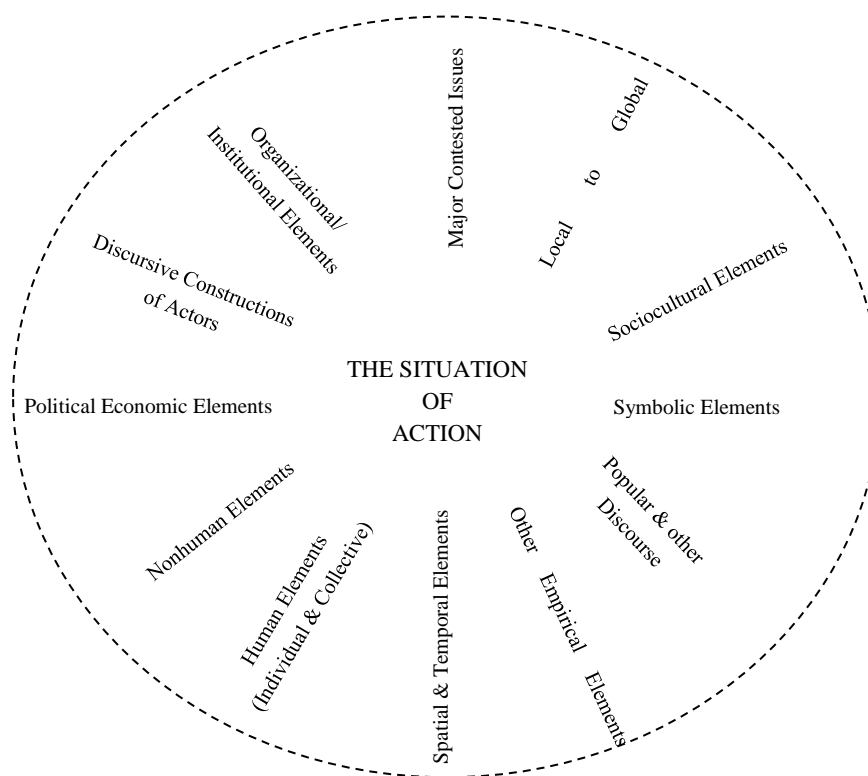 Major Contested Issues
Local to Global
Sociocultural Elements
Symbolic Elements
Popular & other
Discourse
Other Empirical Elements
Spatial & Temporal Elements
Human Elements
(Individual & Collective)
Nonhuman Elements
Political Economic Elements
Discursive Constructions
of Actors
Organizational/
Institutional Elements
THE SITUATION
OF
ACTION